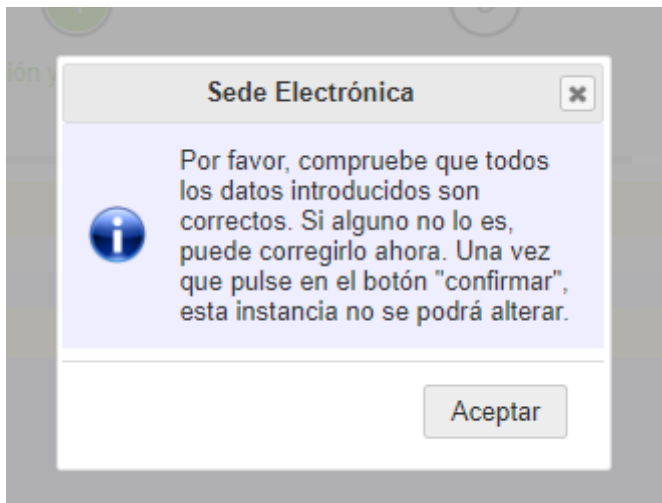 ión y
Sede Electrónica
Por favor, compruebe que todos
los datos introducidos son
correctos. Si alguno no lo es,
puede corregirlo ahora. Una vez
que pulse en el botón "confirmar",
esta instancia no se podrá alterar.
Aceptar